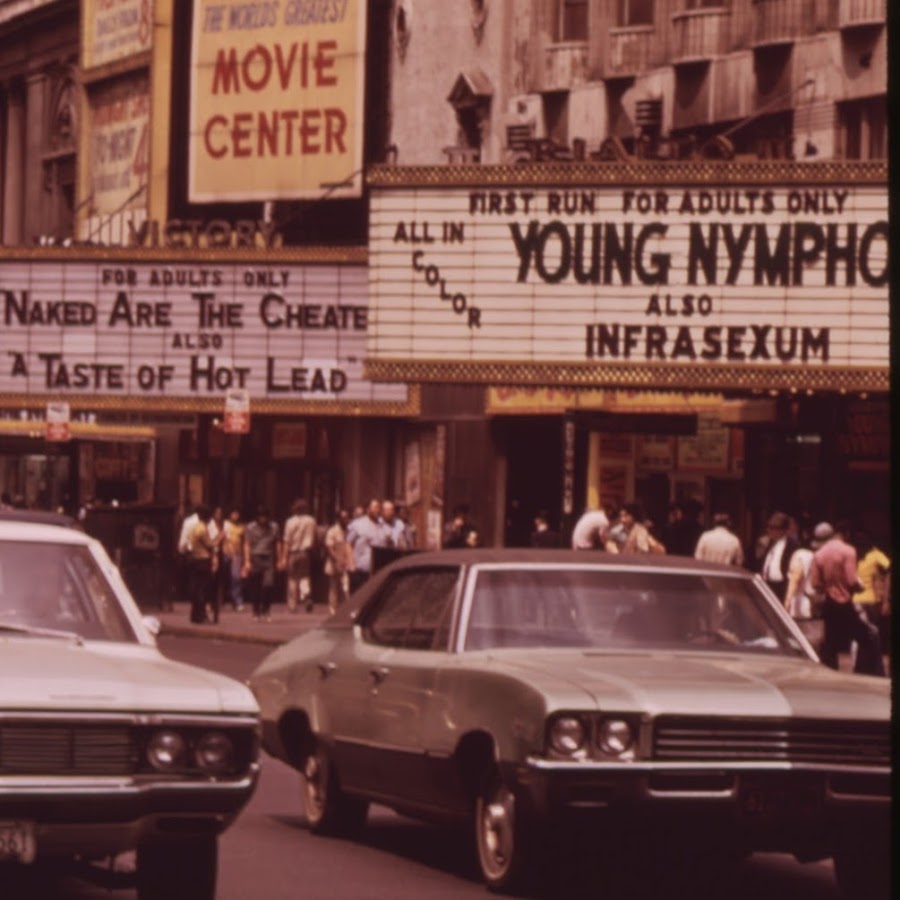 THE WORLDS GREATEST
MOVIE
CENTER
VICTORY
FOR ADULTS ONLY
"NAKED ARE THE CHEATE
ALSO
"A TASTE OF HOT LEAD"
FIRST RUN FOR ADULTS ONLY
ALL IN
COLOR
YOUNG NYMPHO
ALSO
INFRASEXUM
561